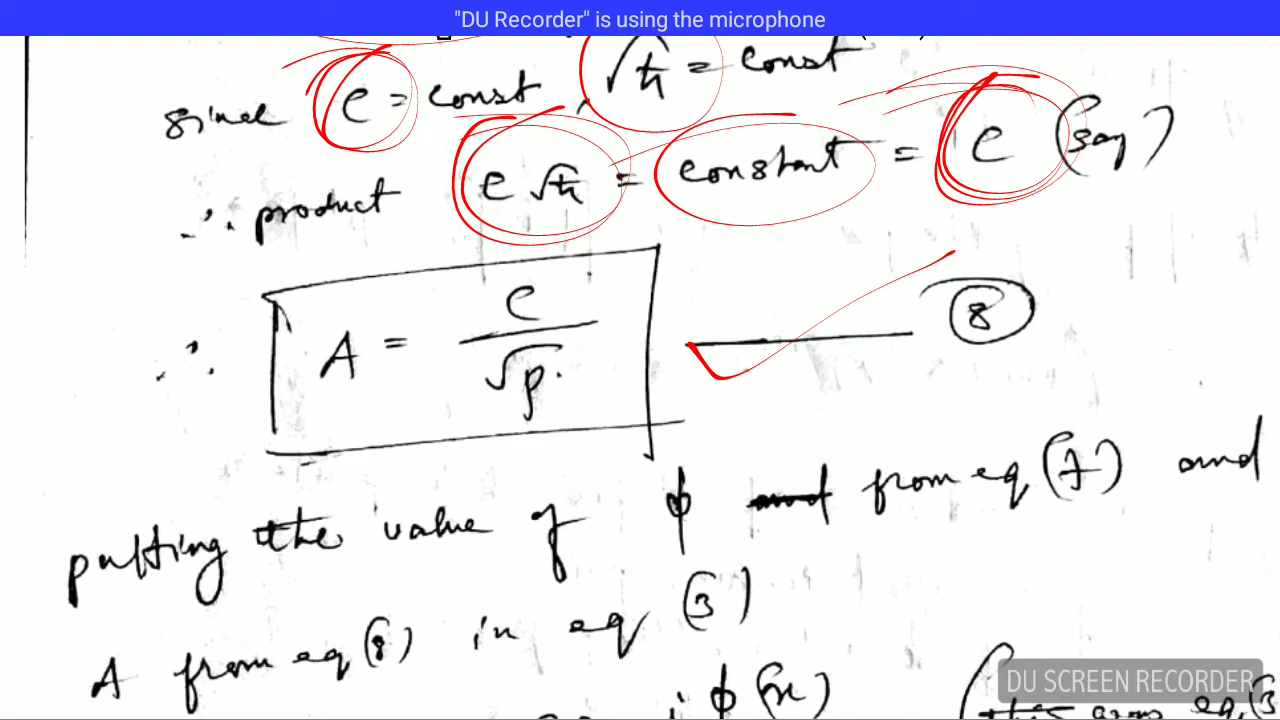 "DU Recorder" is using the microphone
since C = const , √ħ = const
∴ product C √ħ = constant = C (say)
∴ A = C / √p. ——— (8)
putting the value of ϕ and from eq (7) and
A from eq (8) in eq (3)
i ϕ(x)
DU SCREEN RECORDER